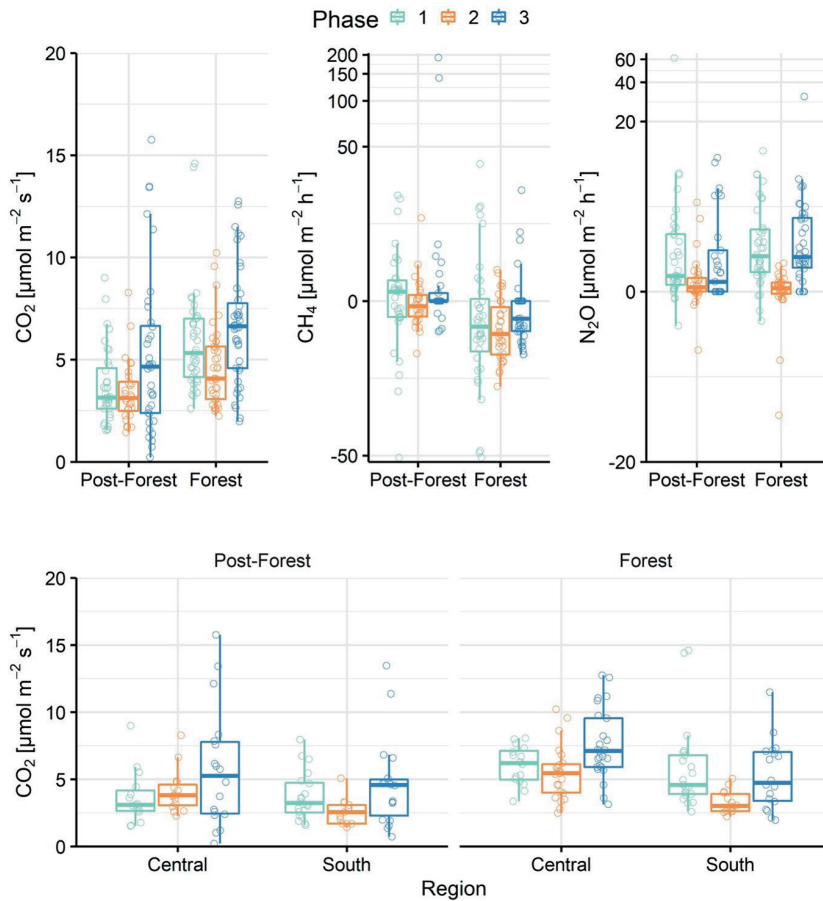 Phase 1 2 3
CO₂ [µmol m⁻² s⁻¹]
20
15
10
5
0
Post-Forest Forest
CH₄ [µmol m⁻² h⁻¹]
200
150
100
50
0
-50
Post-Forest Forest
N₂O [µmol m⁻² h⁻¹]
60
40
20
0
-20
Post-Forest Forest
Post-Forest Forest
CO₂ [µmol m⁻² s⁻¹]
20
15
10
5
0
Central South Central South
Region